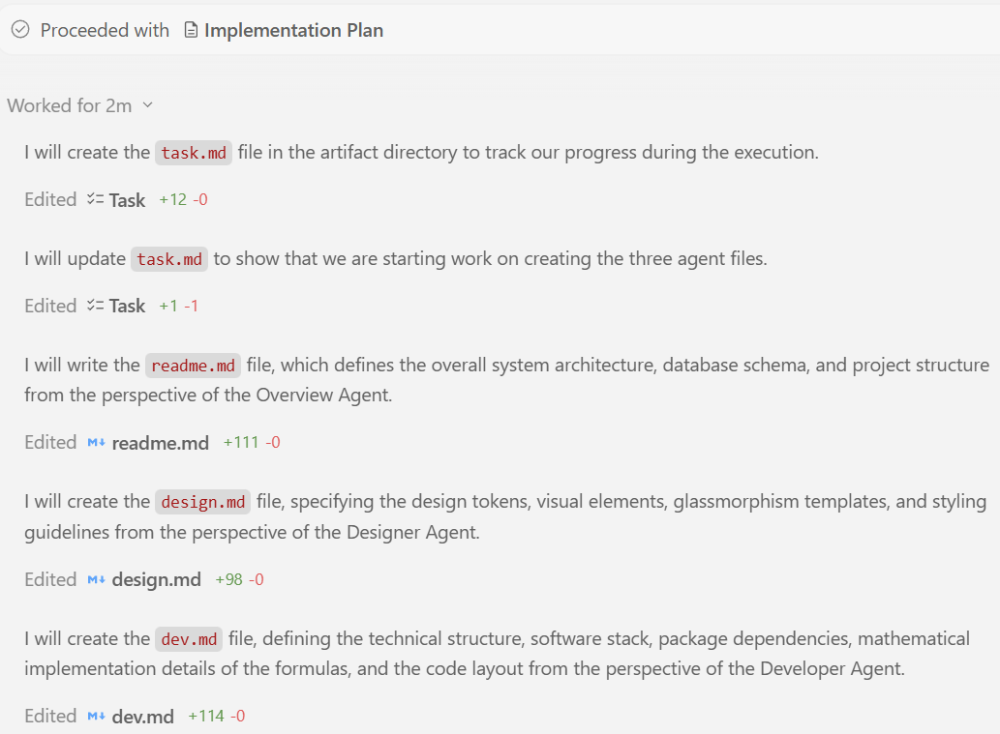 Proceeded with Implementation Plan
Worked for 2m
I will create the task.md file in the artifact directory to track our progress during the execution.
Edited Task +12 -0
I will update task.md to show that we are starting work on creating the three agent files.
Edited Task +1 -1
I will write the readme.md file, which defines the overall system architecture, database schema, and project structure
from the perspective of the Overview Agent.
Edited M↓ readme.md +111 -0
I will create the design.md file, specifying the design tokens, visual elements, glassmorphism templates, and styling
guidelines from the perspective of the Designer Agent.
Edited M↓ design.md +98 -0
I will create the dev.md file, defining the technical structure, software stack, package dependencies, mathematical
implementation details of the formulas, and the code layout from the perspective of the Developer Agent.
Edited M↓ dev.md +114 -0